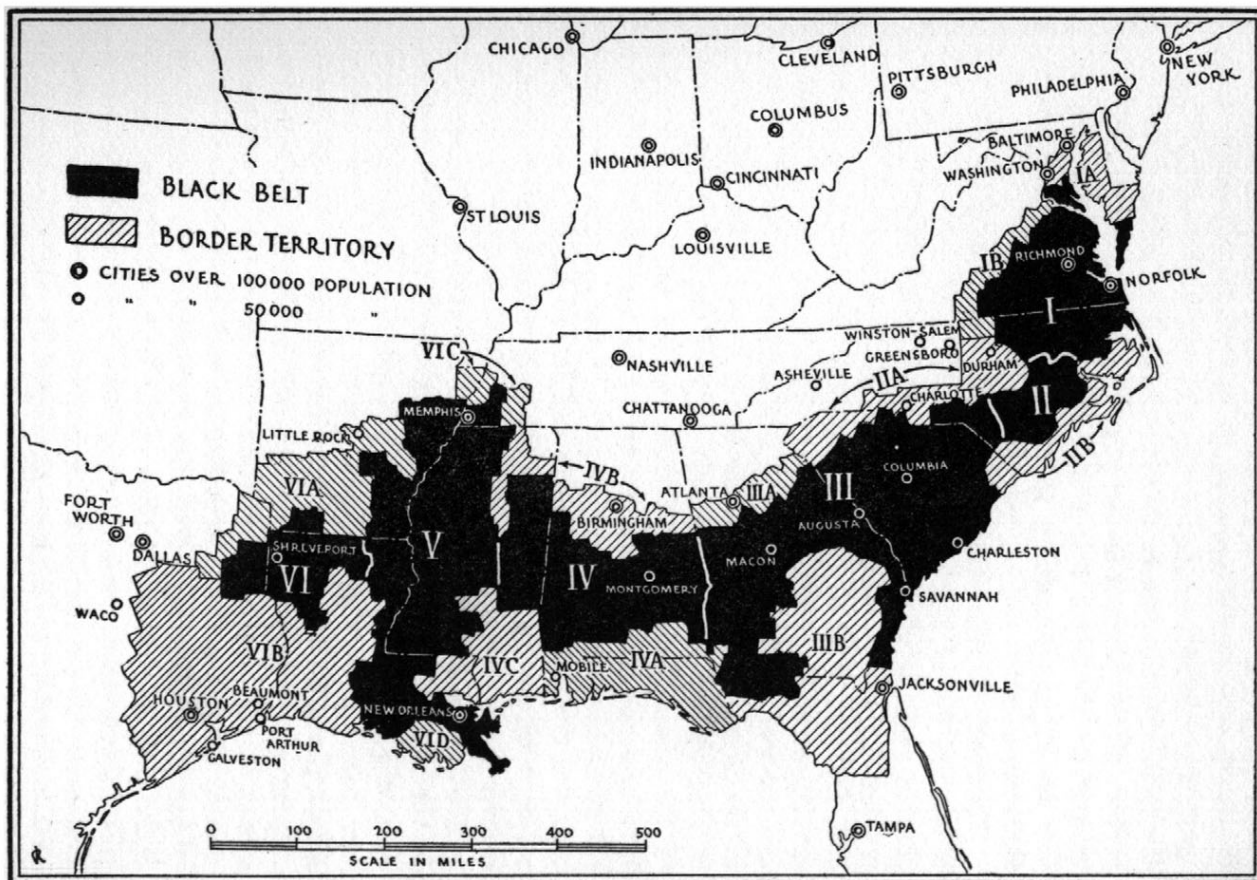 CHICAGO
CLEVELAND
NEW
YORK
PITTSBURGH
PHILADELPHIA
COLUMBUS
INDIANAPOLIS
BALTIMORE
WASHINGTON
IA
CINCINNATI
BLACK BELT
ST LOUIS
LOUISVILLE
BORDER TERRITORY
CITIES OVER 100000 POPULATION
" " 50000 "
RICHMOND
IB
NORFOLK
I
WINSTON-SALEM
GREENSBORO
DURHAM
VIC
NASHVILLE
ASHEVILLE
IIA
CHARLOTTE
II
MEMPHIS
CHATTANOOGA
LITTLE ROCK
IIB
IVB
COLUMBIA
VIA
ATLANTA
IIIA
III
FORT
WORTH
BIRMINGHAM
AUGUSTA
DALLAS
SHREVEPORT
V
CHARLESTON
MACON
VI
IV
MONTGOMERY
SAVANNAH
WACO
VIB
IVC
MOBILE
IVA
IIIB
JACKSONVILLE
HOUSTON
BEAUMONT
NEW ORLEANS
PORT
ARTHUR
GALVESTON
VID
0 100 200 300 400 500
SCALE IN MILES
TAMPA